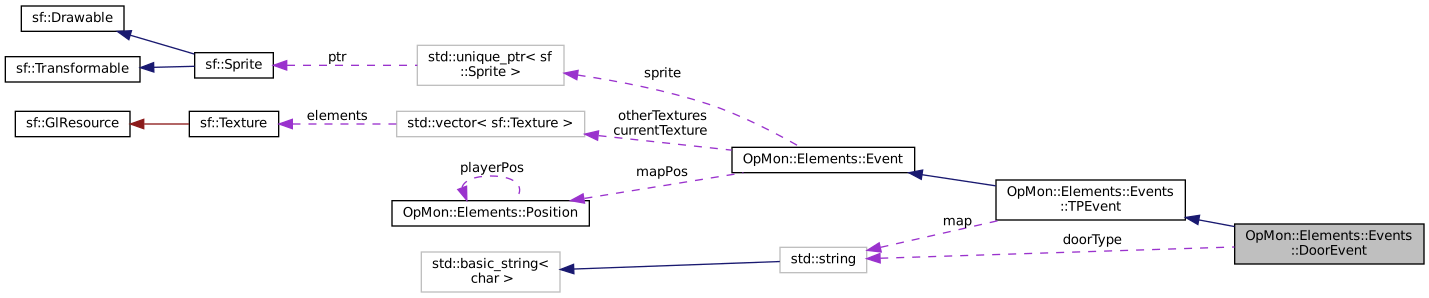 sf::Drawable
sf::Transformable
sf::Sprite
ptr
std::unique_ptr< sf
::Sprite >
sprite
sf::GlResource
sf::Texture
elements
std::vector< sf::Texture >
otherTextures
currentTexture
OpMon::Elements::Event
playerPos
mapPos
OpMon::Elements::Position
OpMon::Elements::Events
::TPEvent
map
doorType
OpMon::Elements::Events
::DoorEvent
std::basic_string<
char >
std::string